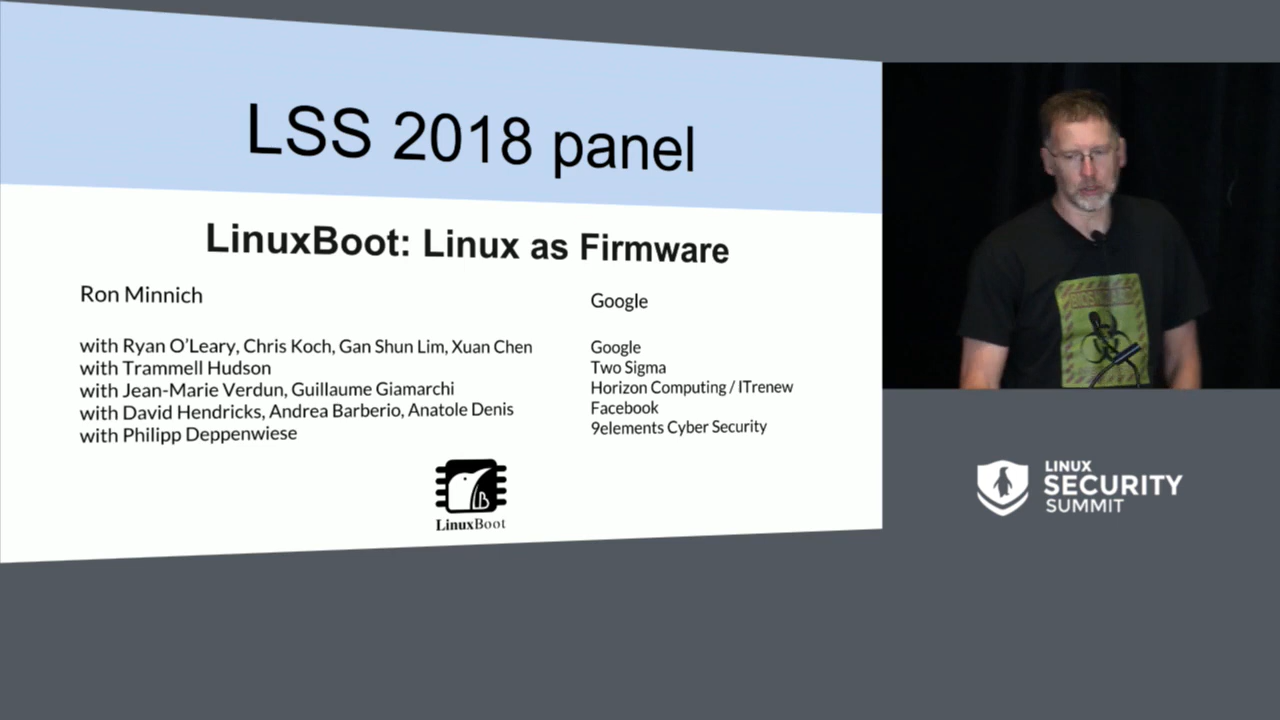 LSS 2018 panel
LinuxBoot: Linux as Firmware
Ron Minnich Google
with Ryan O'Leary, Chris Koch, Gan Shun Lim, Xuan Chen Google
with Trammell Hudson Two Sigma
with Jean-Marie Verdun, Guillaume Giamarchi Horizon Computing / ITrenew
with David Hendricks, Andrea Barberio, Anatole Denis Facebook
with Philipp Deppenwiese 9elements Cyber Security
LB
LinuxBoot
LINUX
SECURITY
SUMMIT